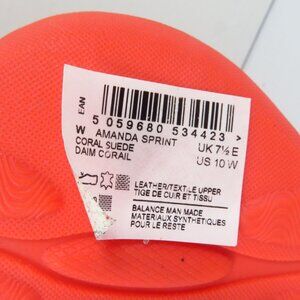 EAN
5 059680 534423 >
W AMANDA SPRINT UK 7½ E
CORAL SUEDE US 10 W
DAIM CORAIL
LEATHER/TEXTILE UPPER
TIGE DE CUIR ET TISSU
BALANCE MAN MADE
MATERIAUX SYNTHETIQUES
POUR LE RESTE